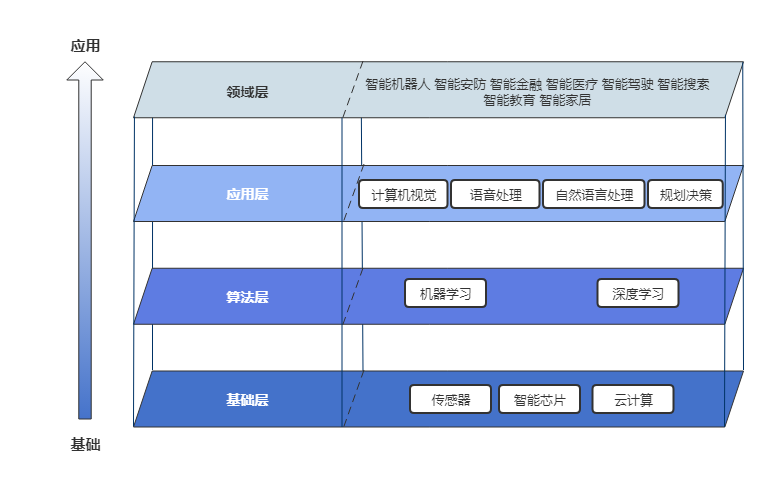 应用
领域层
智能机器人 智能安防 智能金融 智能医疗 智能驾驶 智能搜索
智能教育 智能家居
应用层
计算机视觉
语音处理
自然语言处理
规划决策
算法层
机器学习
深度学习
基础层
传感器
智能芯片
云计算
基础